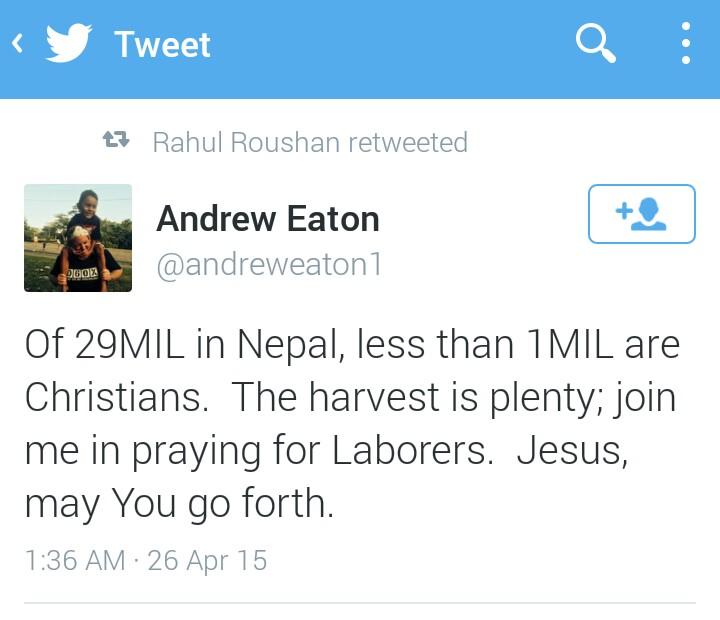 Tweet
Rahul Roushan retweeted
Andrew Eaton
@andreweaton1
Of 29MIL in Nepal, less than 1MIL are
Christians.  The harvest is plenty; join
me in praying for Laborers.  Jesus,
may You go forth.
1:36 AM · 26 Apr 15